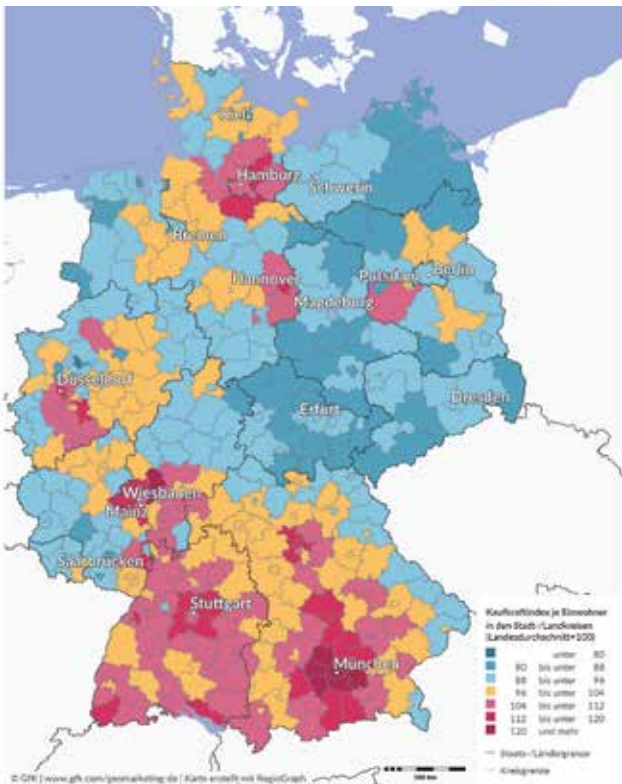 Kiel
Hamburg
Schwerin
Bremen
Hannover
Potsdam
Berlin
Magdeburg
Düsseldorf
Erfurt
Dresden
Wiesbaden
Mainz
Saarbrücken
Stuttgart
München
Kaufkraftindex je Einwohner
in den Stadt-/Landkreisen
(Landesdurchschnitt=100)
unter 80
80 bis unter 88
88 bis unter 96
96 bis unter 104
104 bis unter 112
112 bis unter 120
120 und mehr
Staats-/Ländergrenze
Kreisgrenze
100 km
© GfK | www.gfk.com/geomarketing-de | Karte erstellt mit RegioGraph